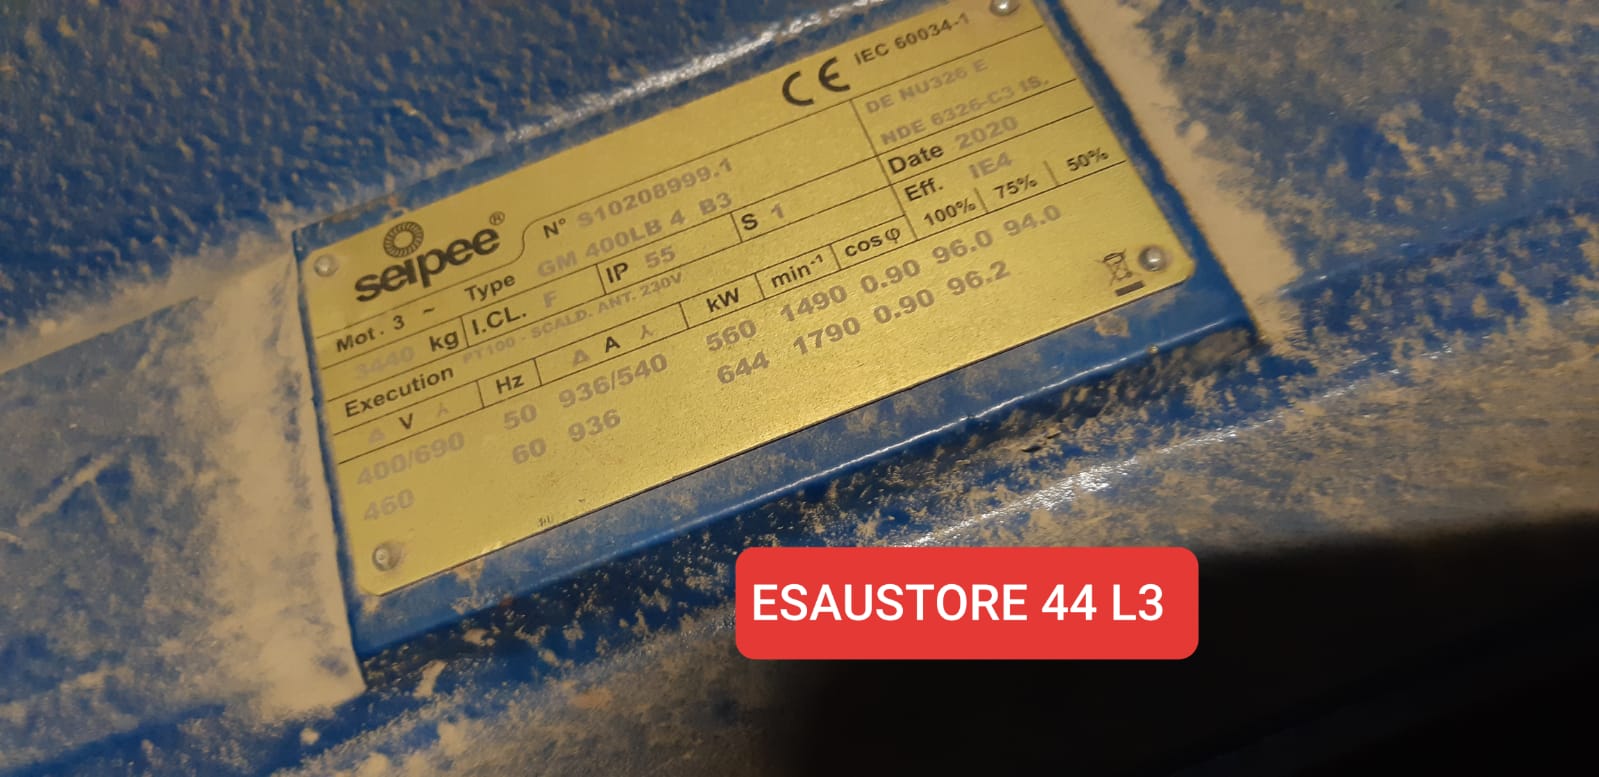 CE IEC 60034-1
seipee®
N° S10208999.1
DE NU326 E
Mot. 3 ~ Type GM 400LB 4 B3
NDE 6326-C3 IS.
3440 kg I.CL. F IP 55 S 1
Date 2020
Execution PT100 - SCALD. ANT. 230V
Eff. IE4
Δ V ⅄ Hz Δ A ⅄ kW min-1 cosφ 100% 75% 50%
400/690 50 936/540 560 1490 0.90 96.0 94.0
460 60 936 644 1790 0.90 96.2
ESAUSTORE 44 L3